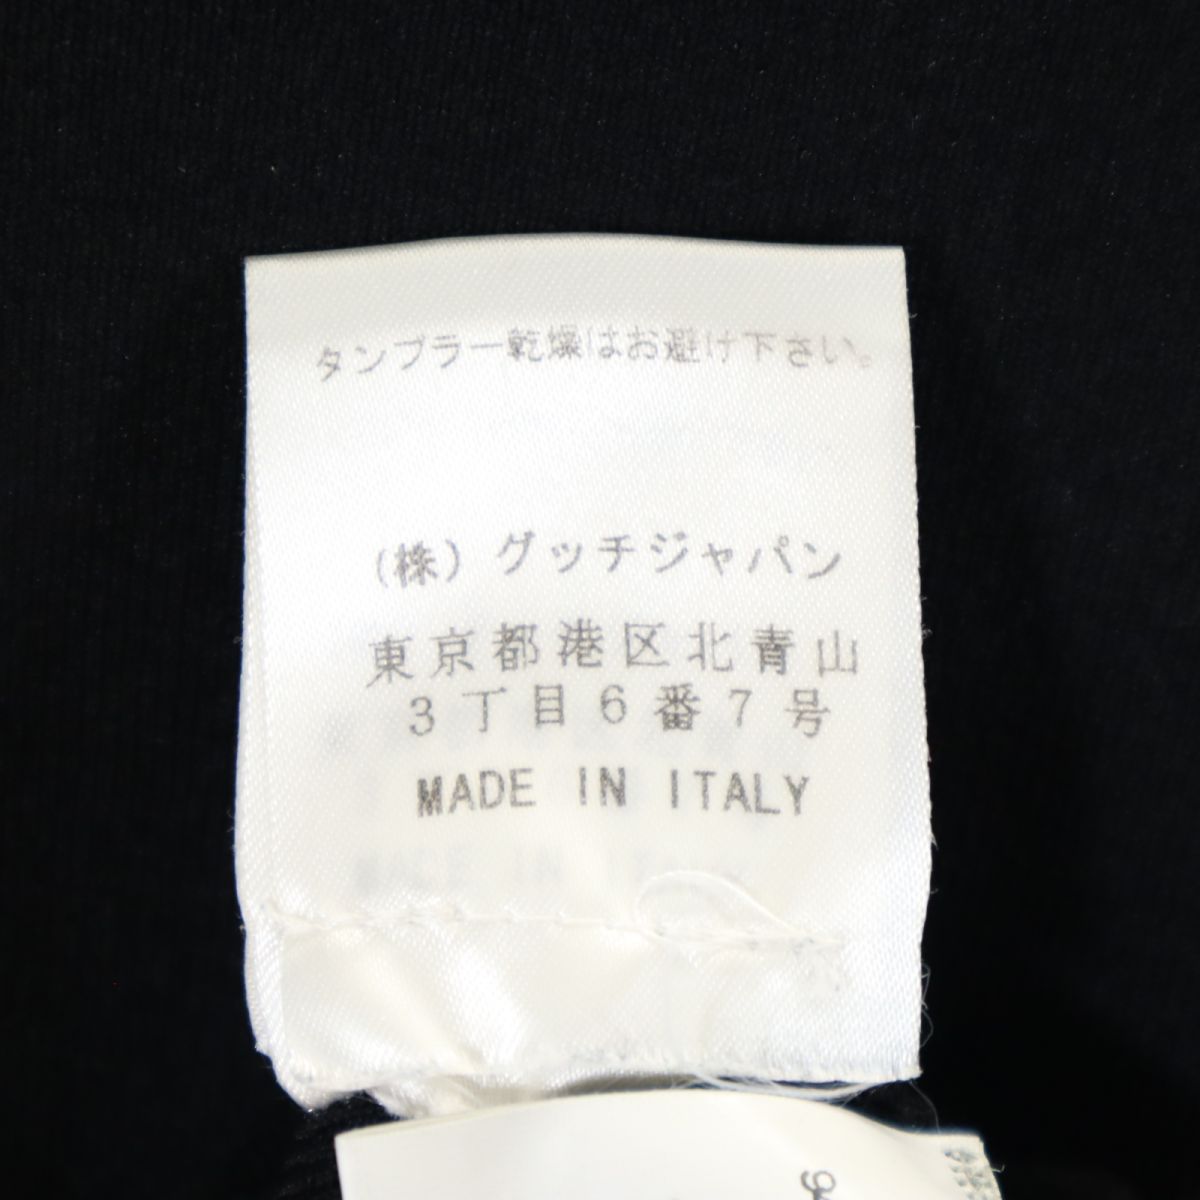 タンブラー乾燥はお避け下さい。
(株) グッチジャパン
東京都港区北青山
3丁目6番7号
MADE IN ITALY